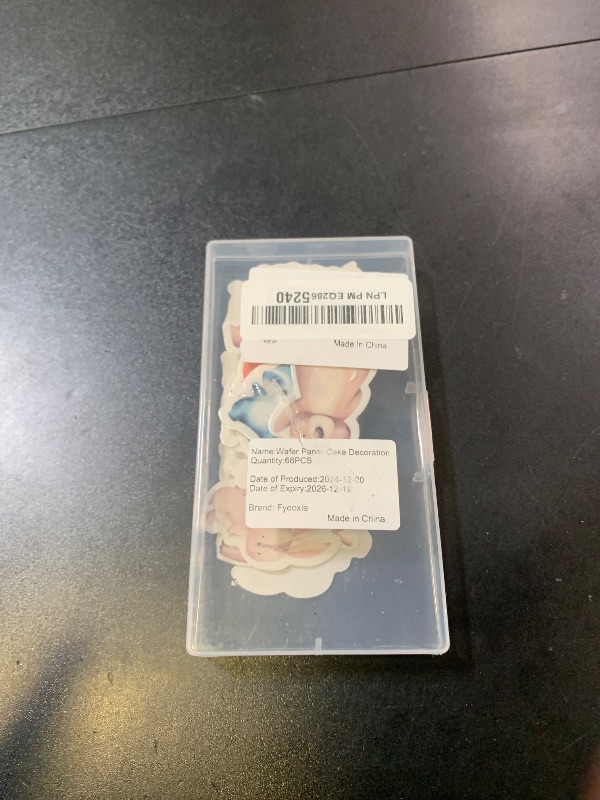 LPN PM EQ2865240
Made In China
Name:Wafer Paper Cake Decoration
Quantity:66PCS
Date of Produced:2024-12-20
Date of Expiry:2026-12-19
Brand: Fyooxle
Made in China